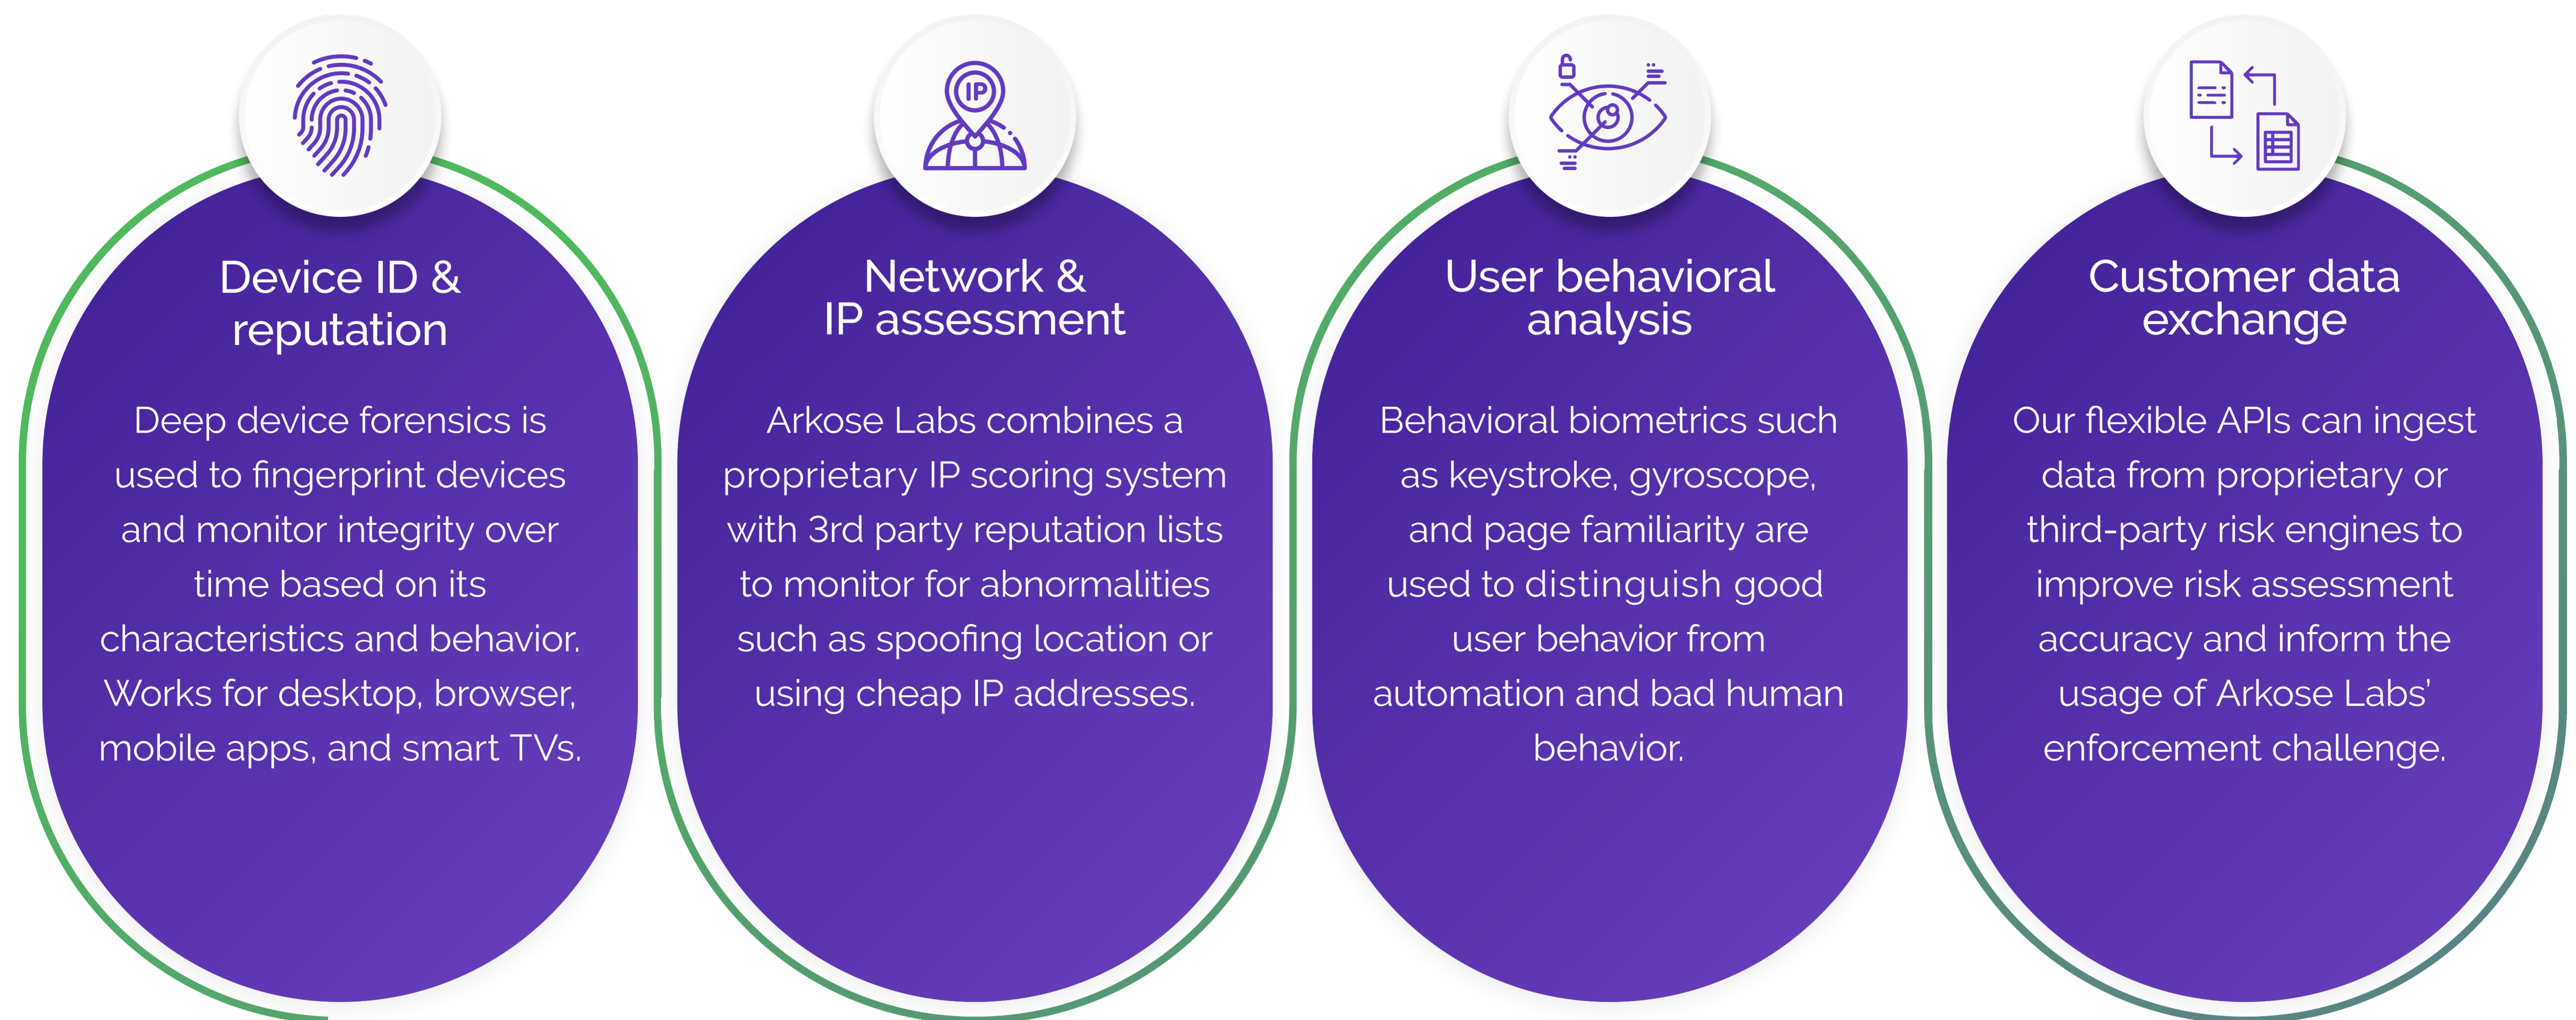 Device ID &
reputation
Deep device forensics is
used to fingerprint devices
and monitor integrity over
time based on its
characteristics and behavior.
Works for desktop, browser,
mobile apps, and smart TVs.
IP
Network &
IP assessment
Arkose Labs combines a
proprietary IP scoring system
with 3rd party reputation lists
to monitor for abnormalities
such as spoofing location or
using cheap IP addresses.
User behavioral
analysis
Behavioral biometrics such
as keystroke, gyroscope,
and page familiarity are
used to distinguish good
user behavior from
automation and bad human
behavior.
Customer data
exchange
Our flexible APIs can ingest
data from proprietary or
third-party risk engines to
improve risk assessment
accuracy and inform the
usage of Arkose Labs’
enforcement challenge.